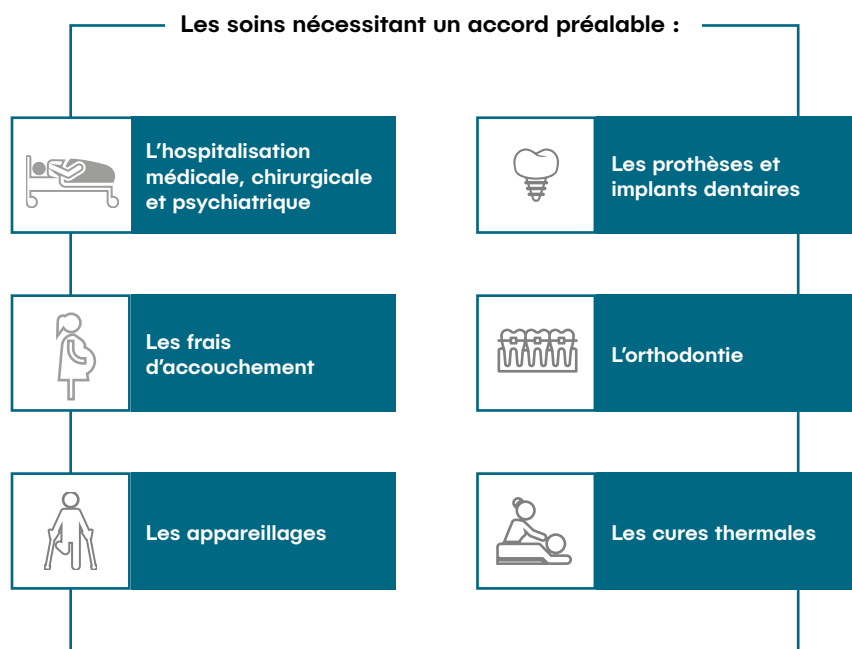 Les soins nécessitant un accord préalable :
L’hospitalisation
médicale, chirurgicale
et psychiatrique
Les prothèses et
implants dentaires
Les frais
d’accouchement
L’orthodontie
Les appareillages
Les cures thermales